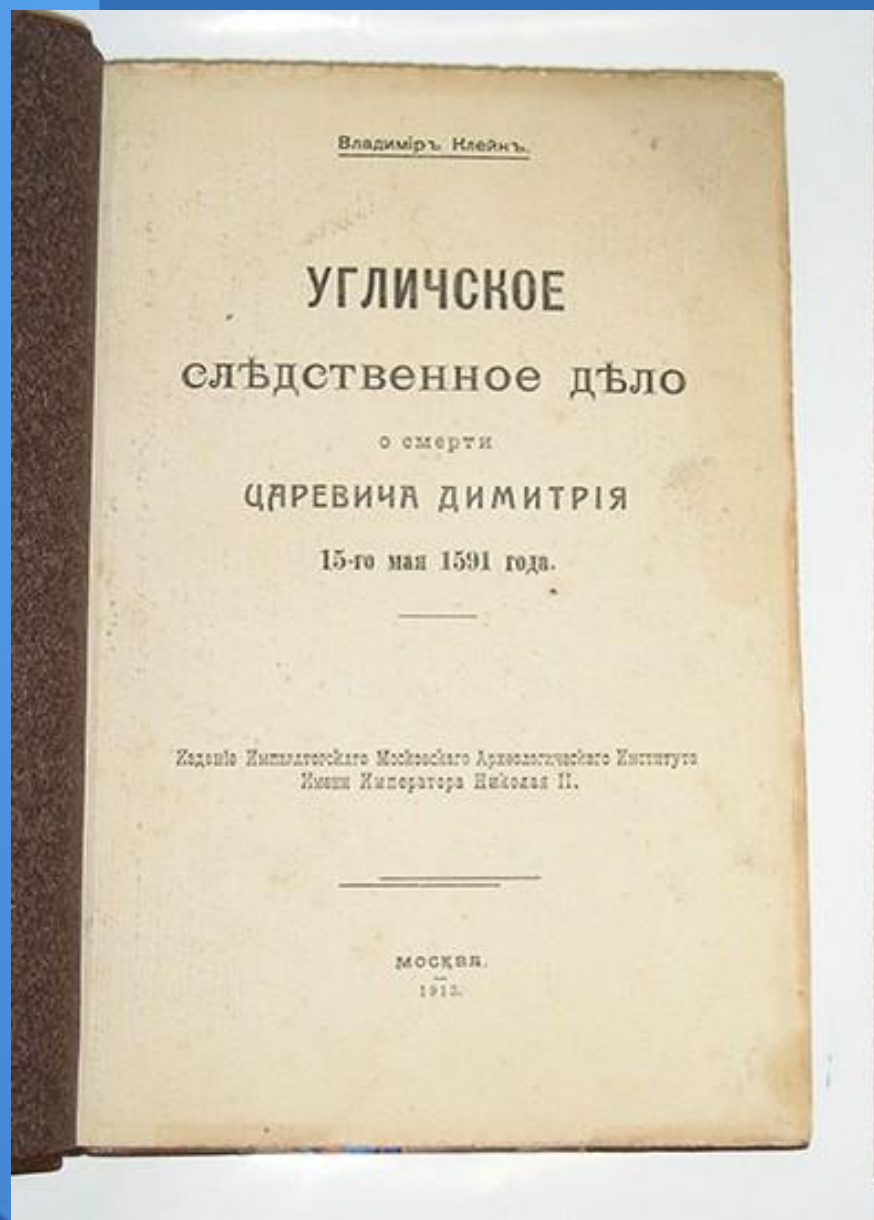 Владиміръ Клейнъ.
УГЛИЧСКОЕ
слѣдственное дѣло
о смерти
ЦАРЕВИЧА ДИМИТРІЯ
15-го мая 1591 года.
Изданіе Императорскаго Московскаго Археологическаго Института
Имени Императора Николая II.
МОСКВА.
1913.